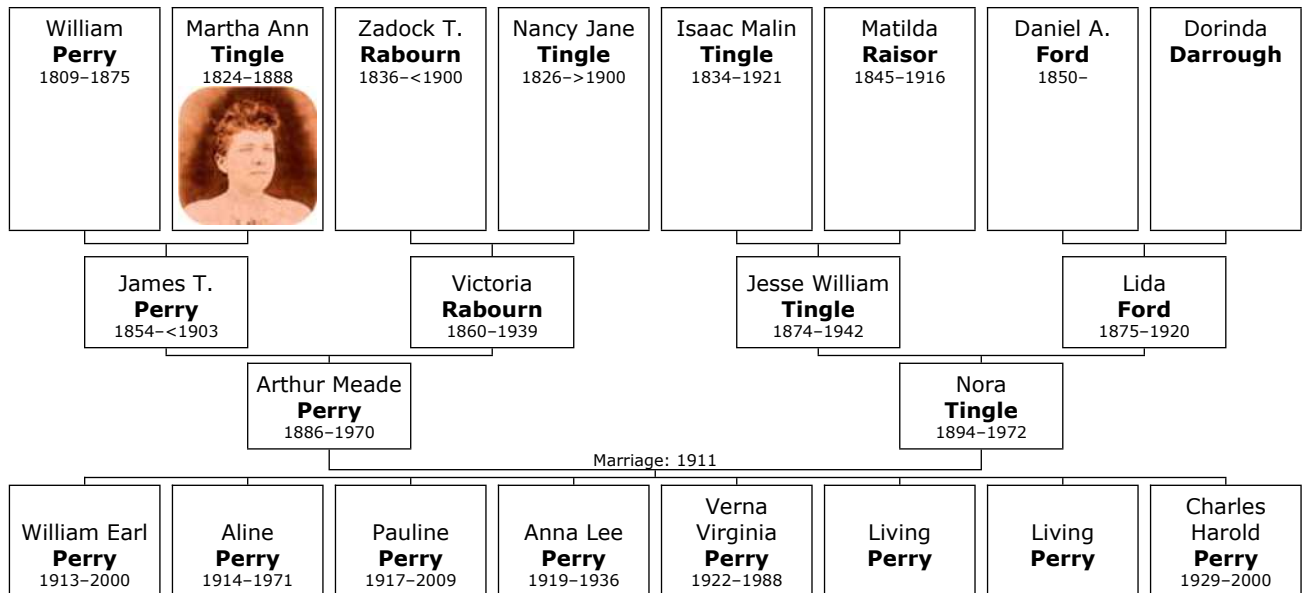 William
Perry
1809–1875
Martha Ann
Tingle
1824–1888
Zadock T.
Rabourn
1836–<1900
Nancy Jane
Tingle
1826–>1900
Isaac Malin
Tingle
1834–1921
Matilda
Raisor
1845–1916
Daniel A.
Ford
1850–
Dorinda
Darrough
James T.
Perry
1854–<1903
Victoria
Rabourn
1860–1939
Jesse William
Tingle
1874–1942
Lida
Ford
1875–1920
Arthur Meade
Perry
1886–1970
Nora
Tingle
1894–1972
Marriage: 1911
William Earl
Perry
1913–2000
Aline
Perry
1914–1971
Pauline
Perry
1917–2009
Anna Lee
Perry
1919–1936
Verna
Virginia
Perry
1922–1988
Living
Perry
Living
Perry
Charles
Harold
Perry
1929–2000